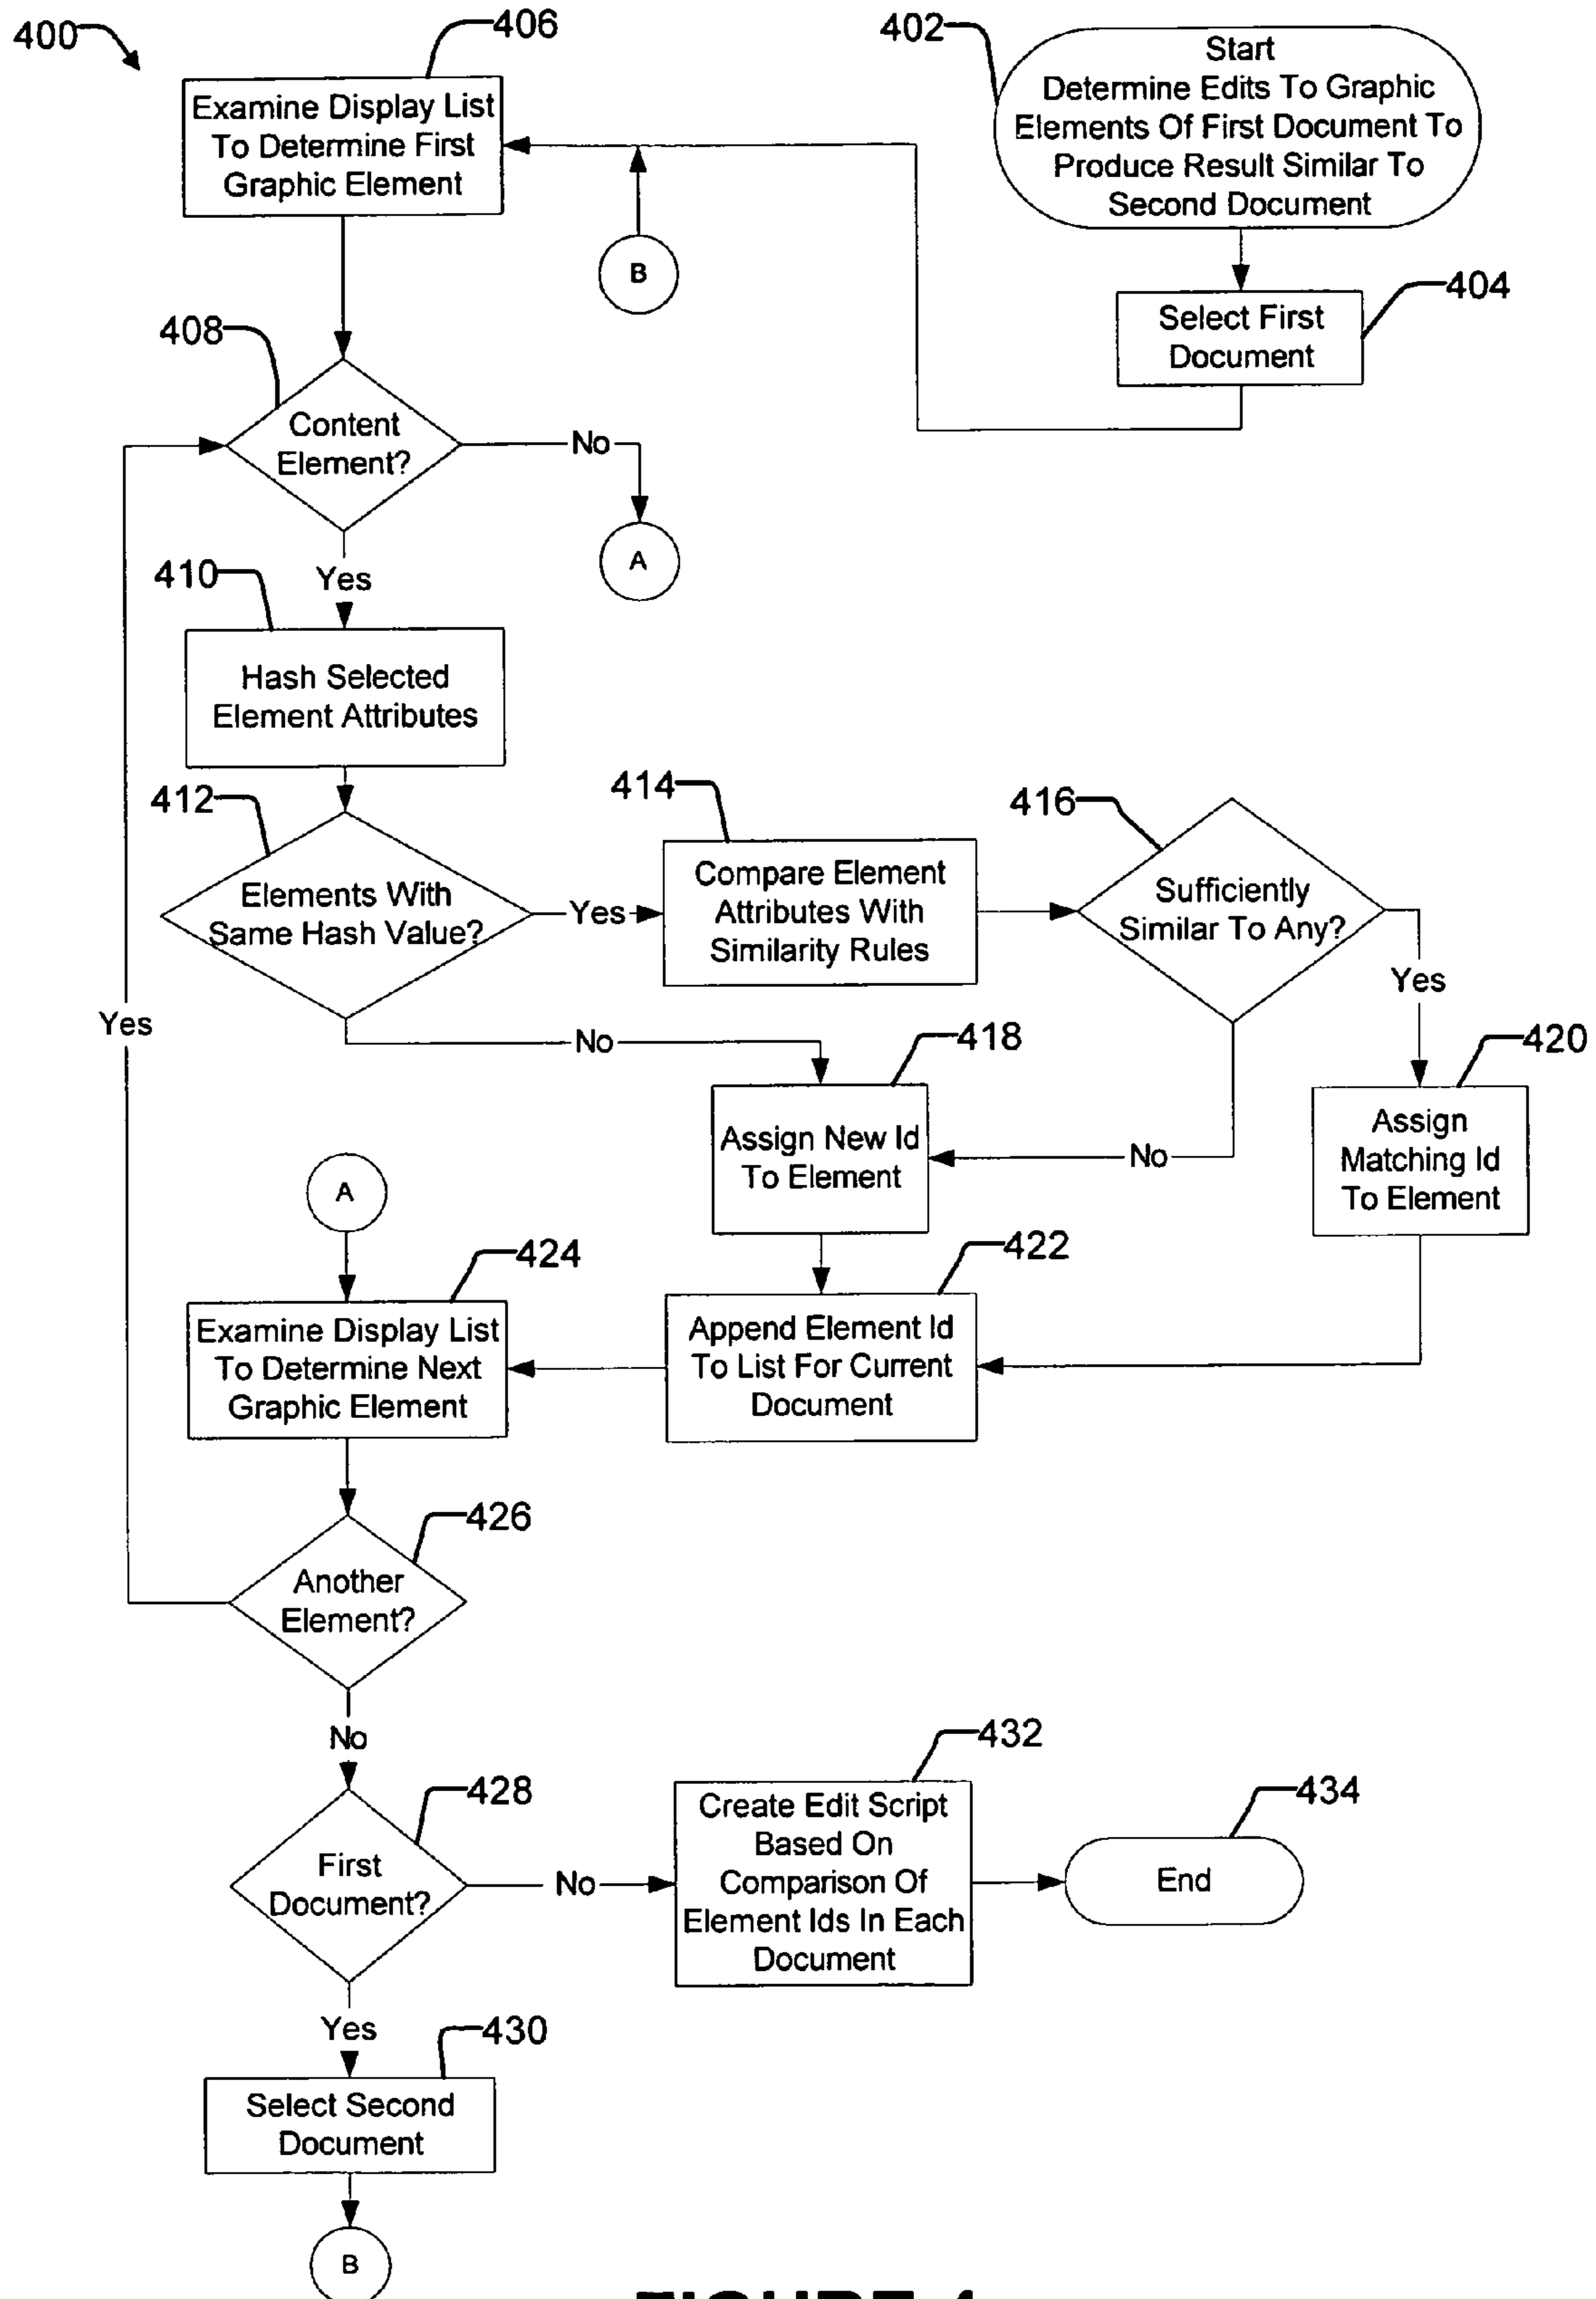 400
406
Examine Display List
To Determine First
Graphic Element
402
Start
Determine Edits To Graphic
Elements Of First Document To
Produce Result Similar To
Second Document
B
404
Select First
Document
408
Content
Element?
No
A
Yes
410
Hash Selected
Element Attributes
412
Elements With
Same Hash Value?
Yes
414
Compare Element
Attributes With
Similarity Rules
416
Sufficiently
Similar To Any?
Yes
Yes
No
418
Assign New Id
To Element
No
420
Assign
Matching Id
To Element
A
424
Examine Display List
To Determine Next
Graphic Element
422
Append Element Id
To List For Current
Document
426
Another
Element?
No
428
First
Document?
No
432
Create Edit Script
Based On
Comparison Of
Element Ids In Each
Document
434
End
Yes
430
Select Second
Document
B